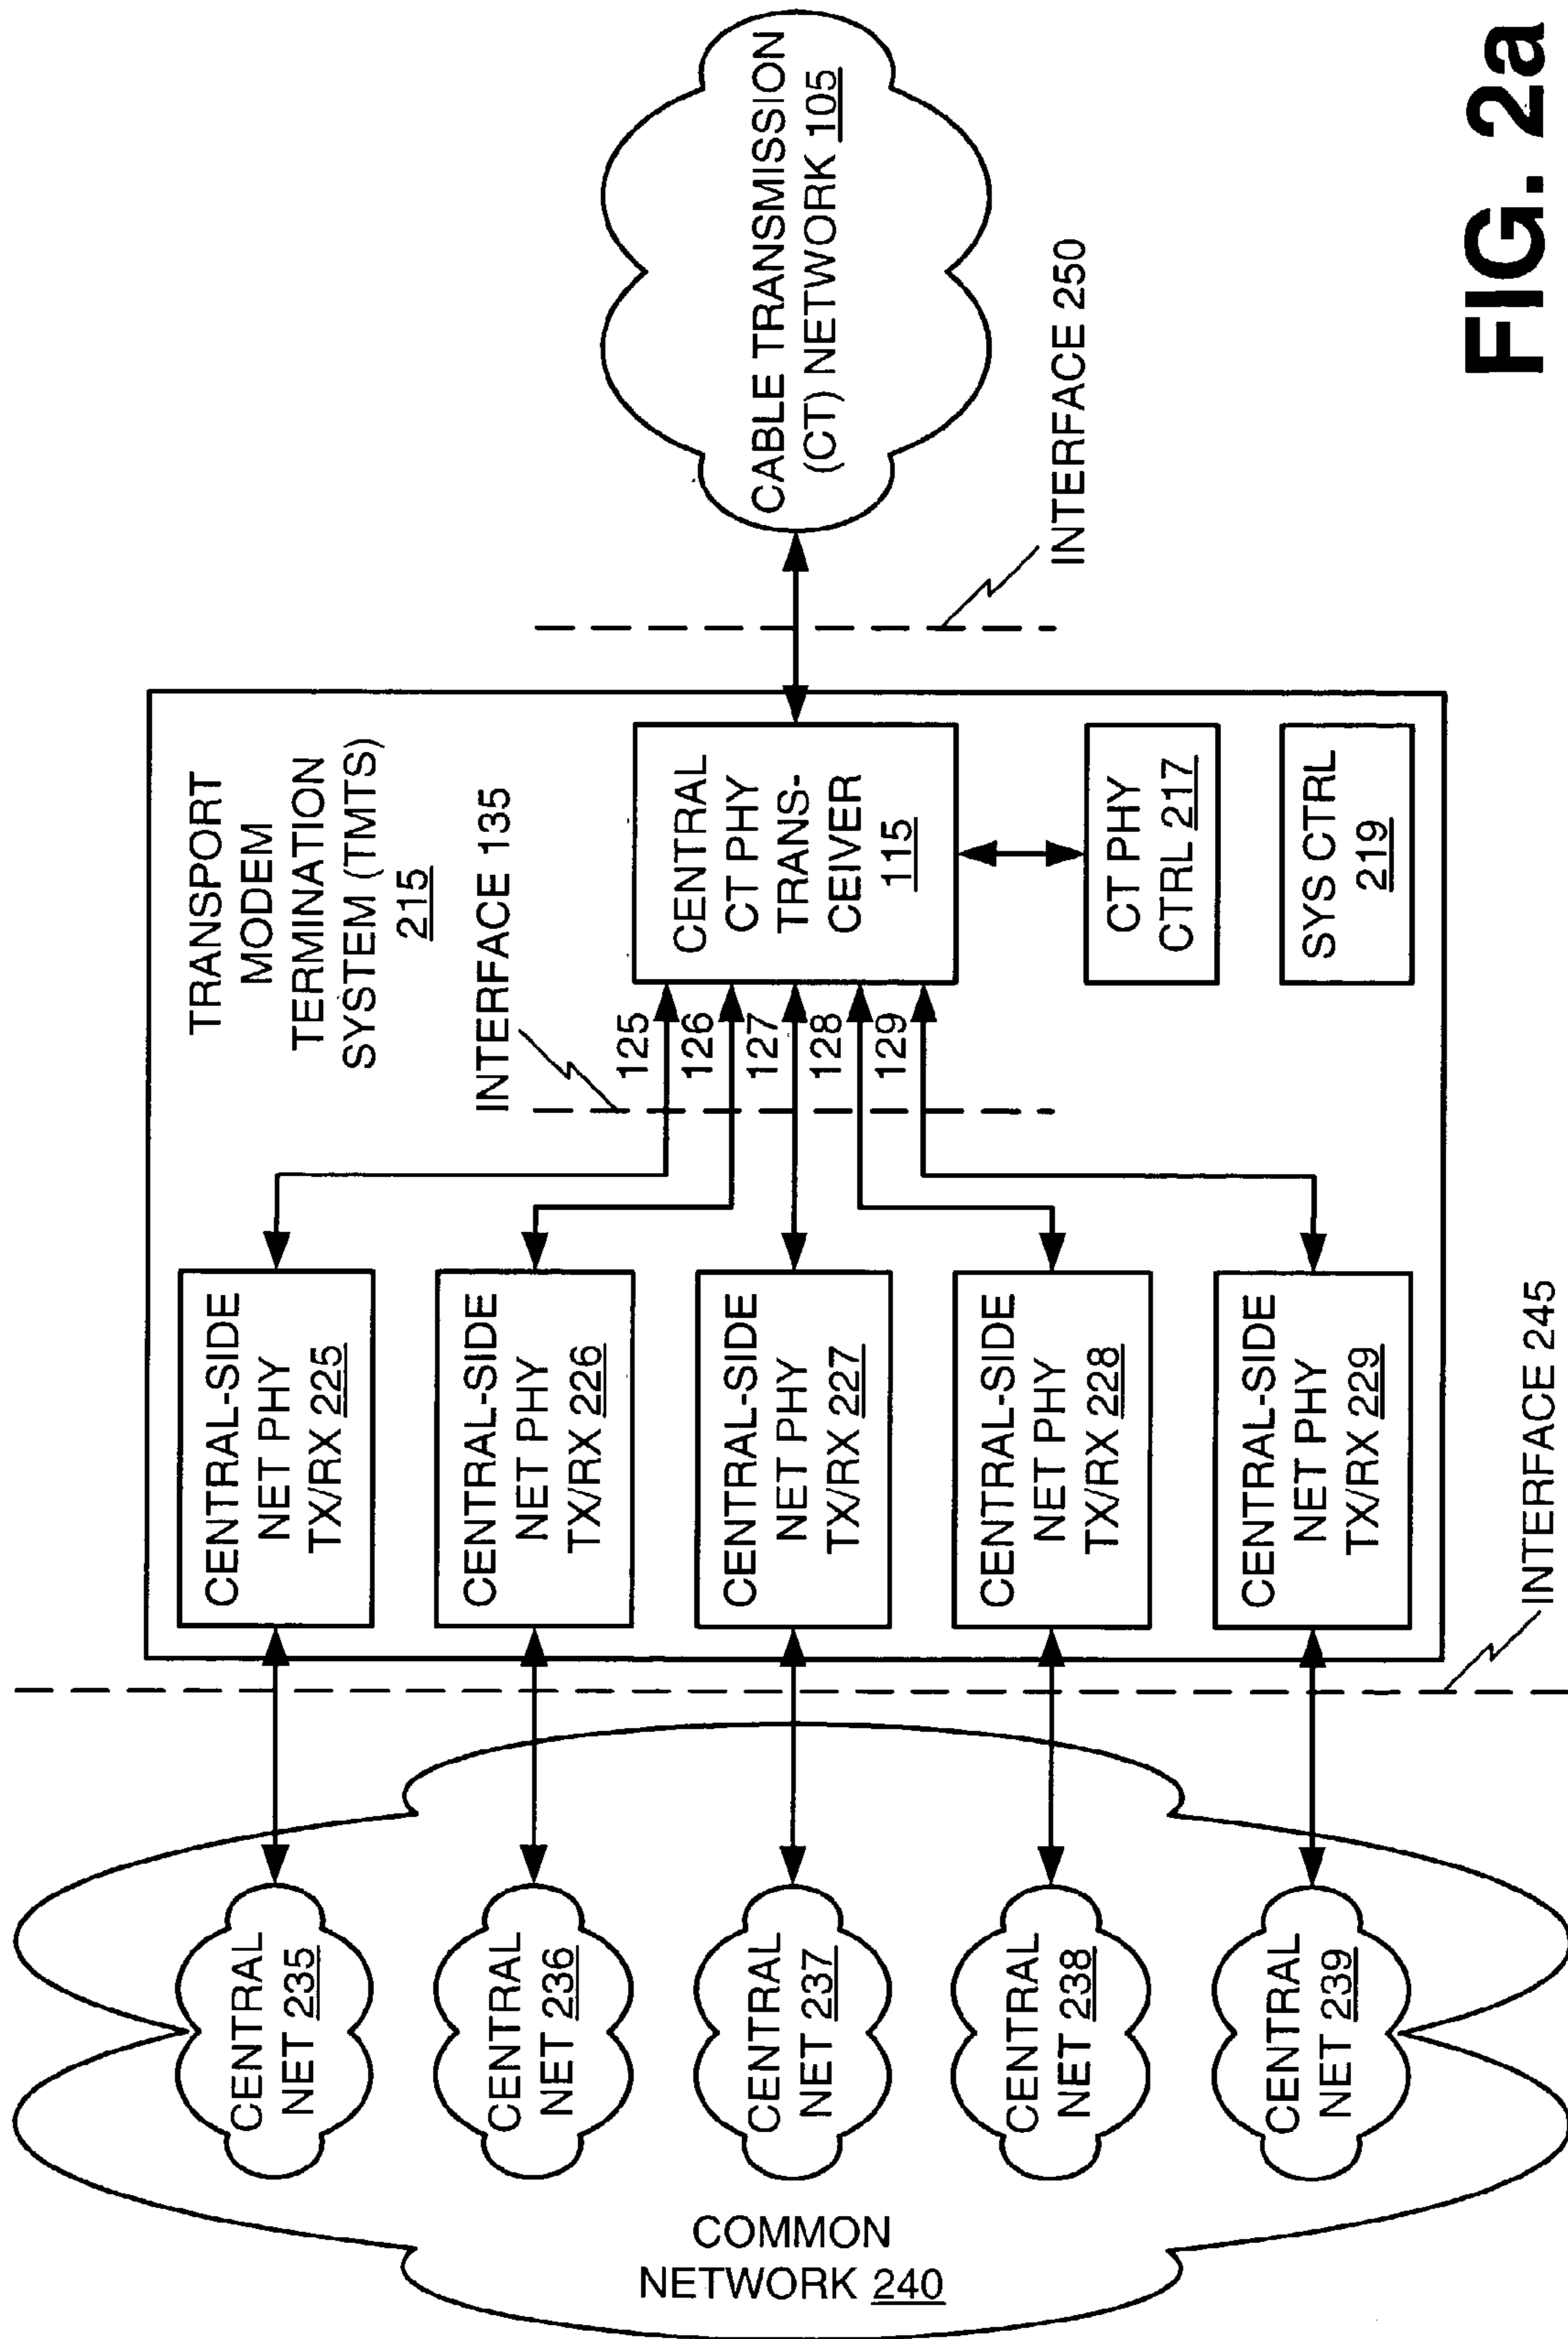 COMMON
NETWORK 240
CENTRAL
NET 235
CENTRAL
NET 236
CENTRAL
NET 237
CENTRAL
NET 238
CENTRAL
NET 239
INTERFACE 245
TRANSPORT
MODEM
TERMINATION
SYSTEM (TMTS)
215
CENTRAL-SIDE
NET PHY
TX/RX 225
CENTRAL-SIDE
NET PHY
TX/RX 226
CENTRAL-SIDE
NET PHY
TX/RX 227
CENTRAL-SIDE
NET PHY
TX/RX 228
CENTRAL-SIDE
NET PHY
TX/RX 229
INTERFACE 135
125
126
127
128
129
CENTRAL
CT PHY
TRANS-
CEIVER
115
CT PHY
CTRL 217
SYS CTRL
219
INTERFACE 250
CABLE TRANSMISSION
(CT) NETWORK 105
FIG. 2a